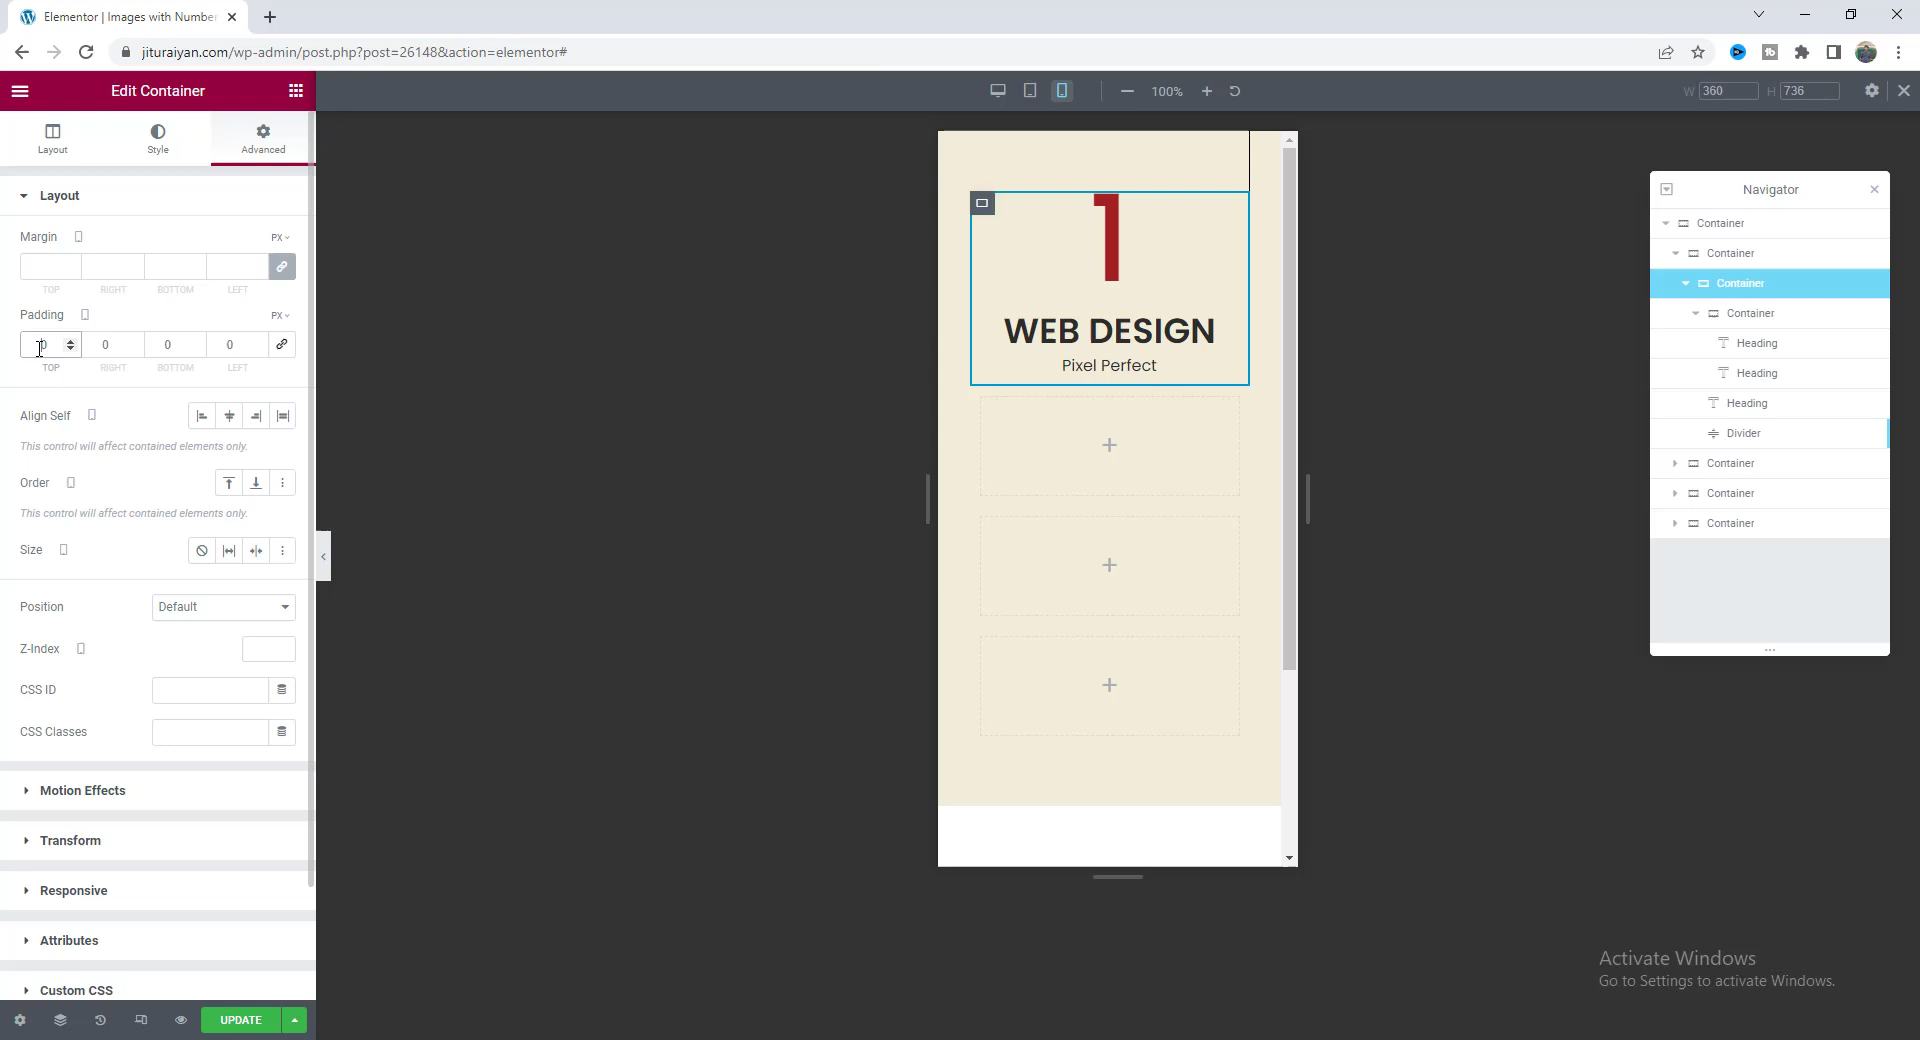 Elementor | Images with Number
jituraiyan.com/wp-admin/post.php?post=26148&action=elementor#
Edit Container
100%
W 360 H 736
Layout Style Advanced
Layout
Margin PX
TOP RIGHT BOTTOM LEFT
Padding PX
0 0 0 0
TOP RIGHT BOTTOM LEFT
Align Self
This control will affect contained elements only.
Order
This control will affect contained elements only.
Size
Position Default
Z-Index
CSS ID
CSS Classes
Motion Effects
Transform
Responsive
Attributes
Custom CSS
UPDATE
1
WEB DESIGN
Pixel Perfect
Navigator
Container
Container
Container
Container
Heading
Heading
Heading
Divider
Container
Container
Container
Activate Windows
Go to Settings to activate Windows.